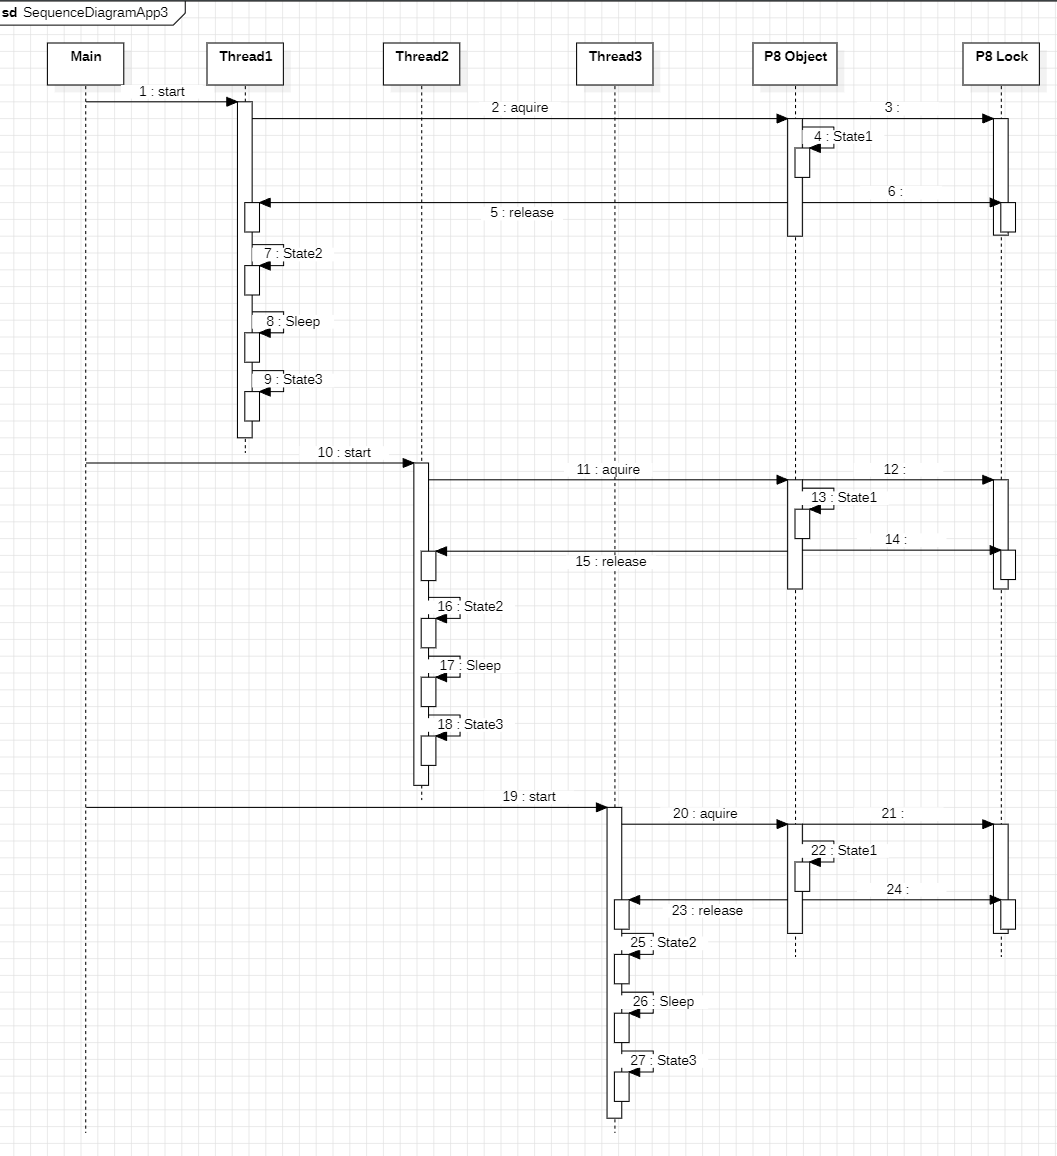 sd SequenceDiagramApp3
Main Thread1 Thread2 Thread3 P8 Object P8 Lock
1 : start
2 : aquire 3 :
4 : State1
6 :
5 : release
7 : State2
8 : Sleep
9 : State3
10 : start
11 : aquire 12 :
13 : State1
14 :
15 : release
16 : State2
17 : Sleep
18 : State3
19 : start
20 : aquire 21 :
22 : State1
24 :
23 : release
25 : State2
26 : Sleep
27 : State3